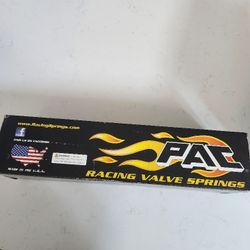 www.RacingSprings.com
PAC
RACING VALVE SPRINGS
MADE IN U.S.A.